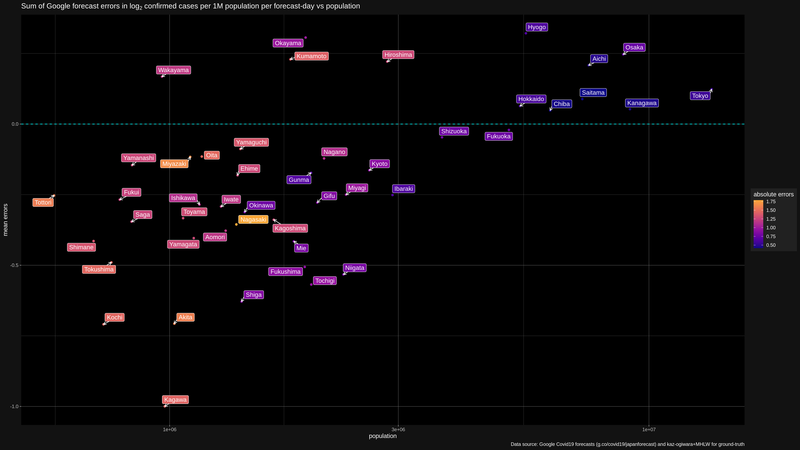 Sum of Google forecast errors in log2 confirmed cases per 1M population per forecast-day vs population
Hyogo
Okayama
Osaka
Kumamoto
Hiroshima
Aichi
Wakayama
Saitama
Tokyo
Hokkaido
Chiba
Kanagawa
0.0
Shizuoka
Fukuoka
Yamaguchi
Nagano
Oita
Yamanashi
Miyazaki
Kyoto
Ehime
Gunma
absolute errors
Miyagi
Ibaraki
Fukui
Gifu
Ishikawa
Iwate
Tottori
1.75
Okinawa
1.50
Toyama
Saga
1.25
mean errors
Nagasaki
1.00
Kagoshima
0.75
Aomori
0.50
Yamagata
Shimane
Mie
-0.5
Niigata
Tokushima
Fukushima
Tochigi
Shiga
Kochi
Akita
Kagawa
-1.0
1e+06
3e+06
1e+07
population
Data source: Google Covid19 forecasts (g.co/covid19/japanforecast) and kaz-ogiwara+MHLW for ground-truth